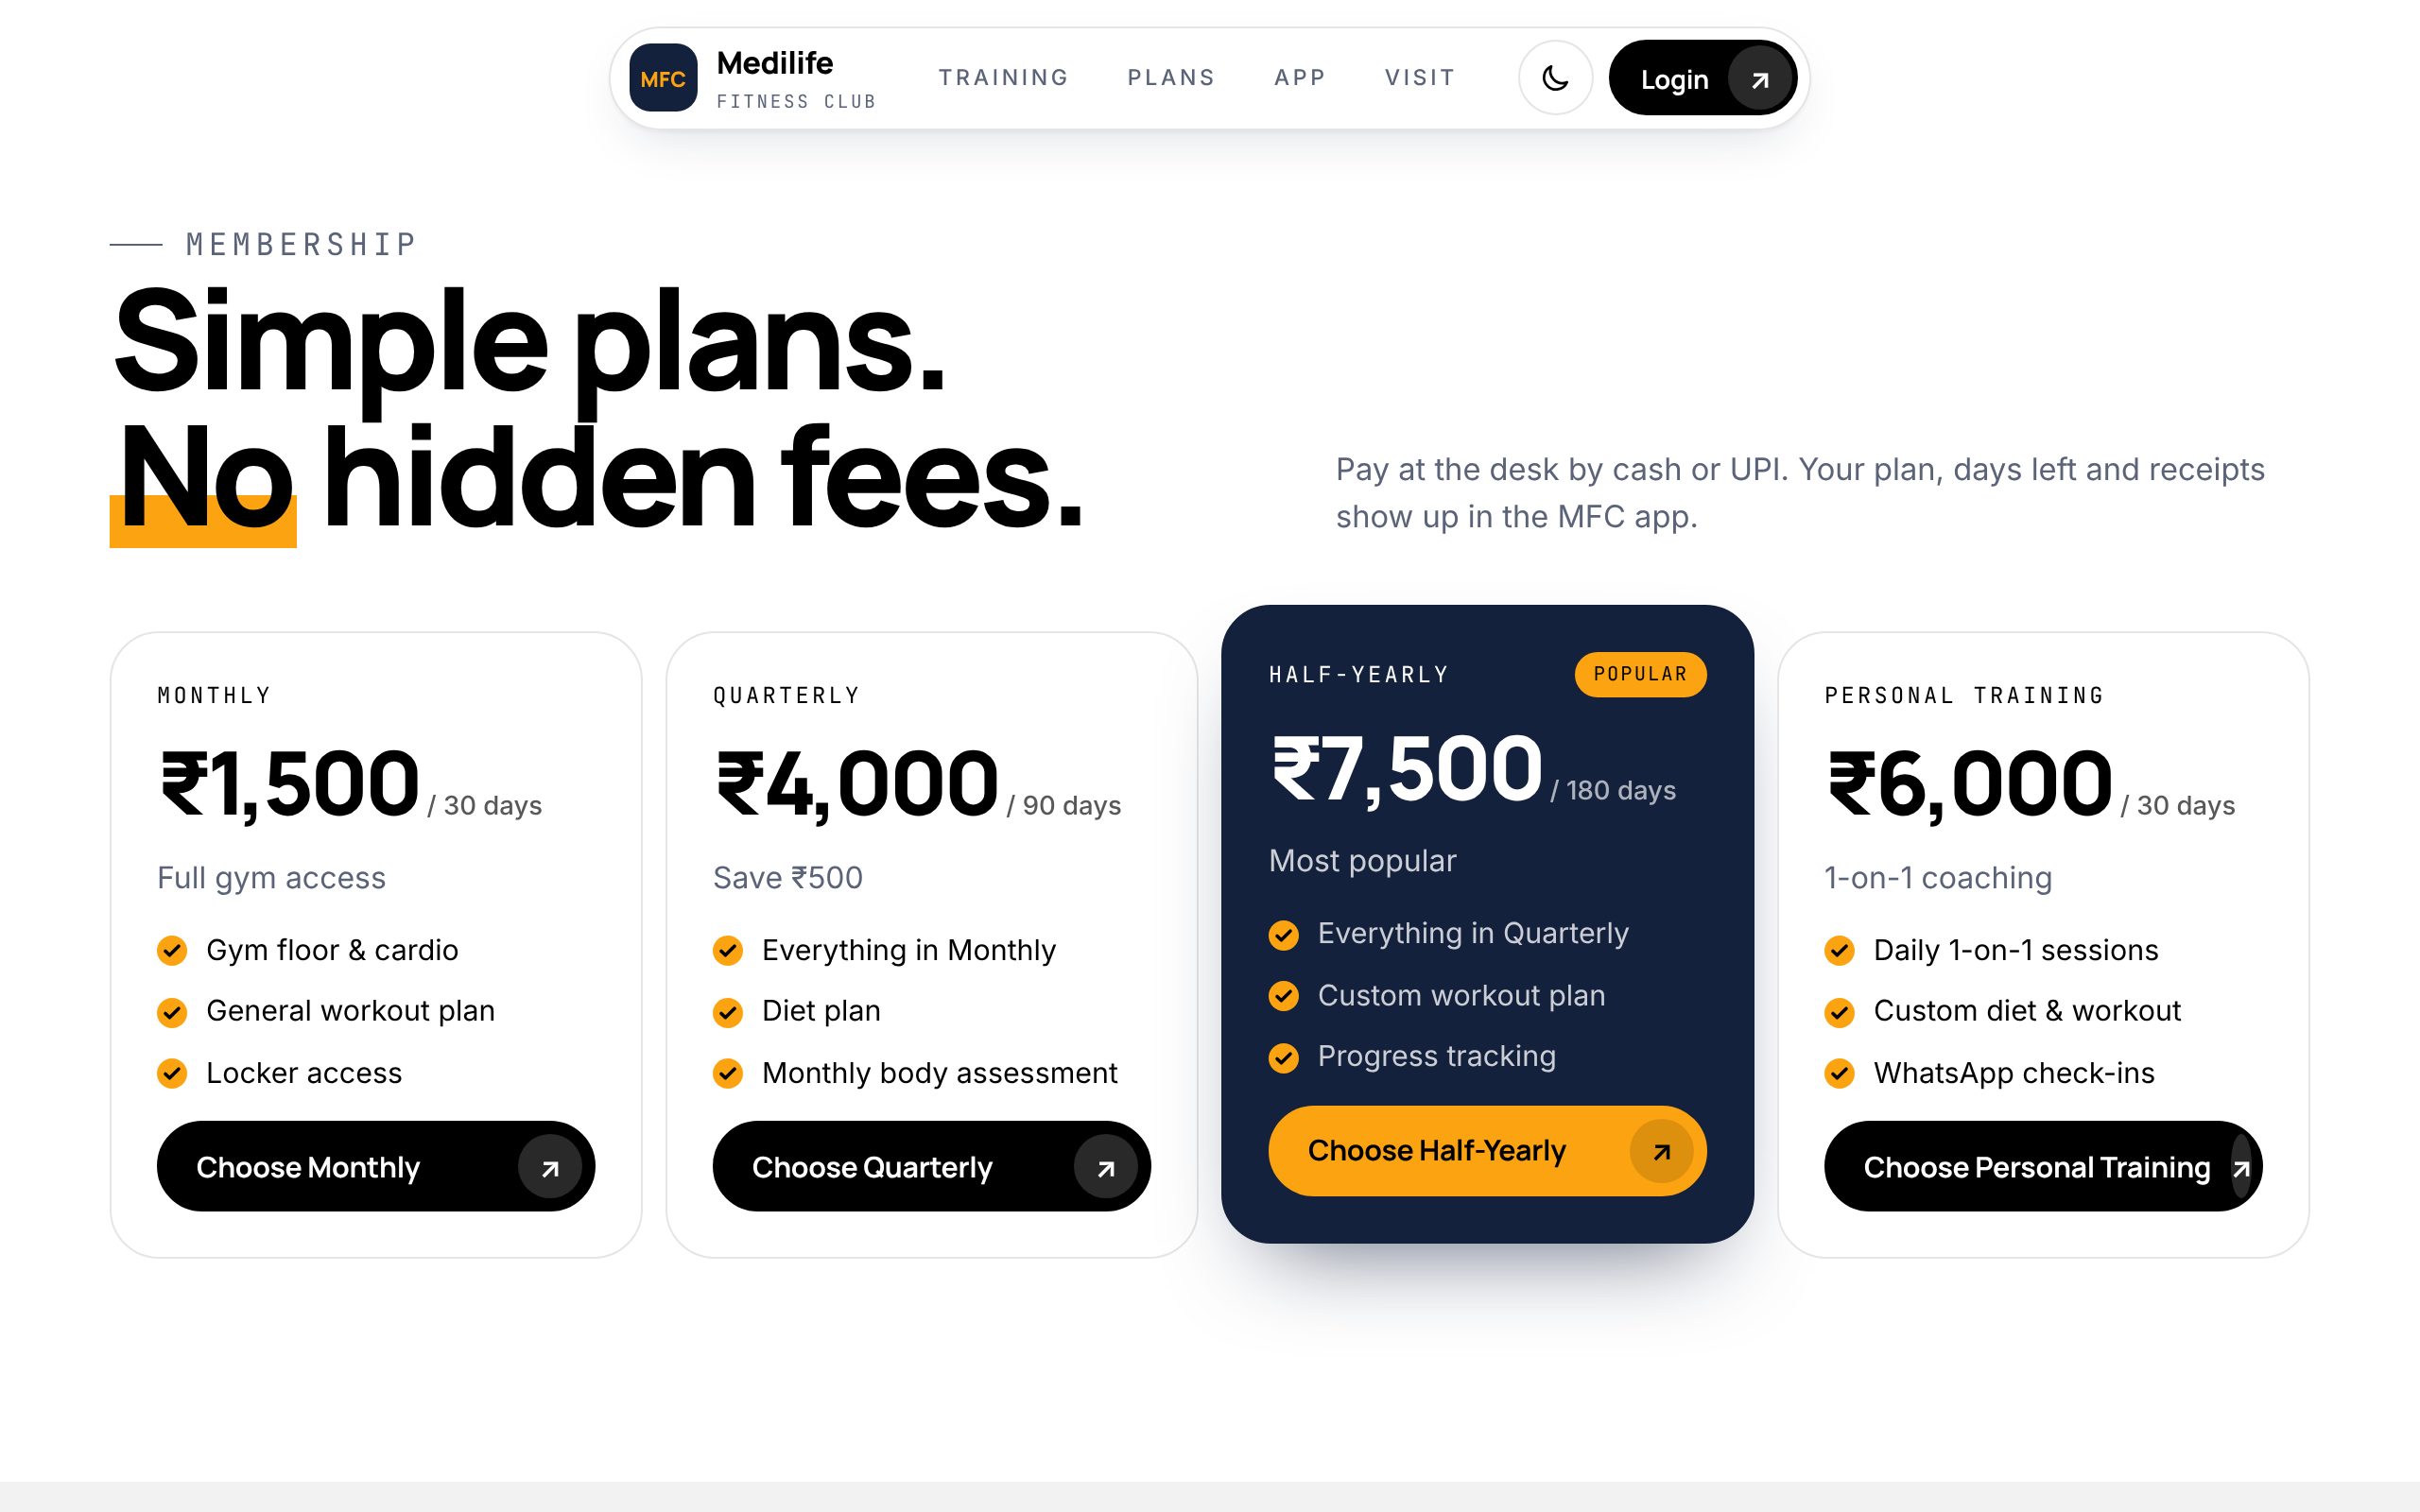 MFC
Medilife
FITNESS CLUB
TRAINING
PLANS
APP
VISIT
Login
MEMBERSHIP
Simple plans.
No hidden fees.
Pay at the desk by cash or UPI. Your plan, days left and receipts
show up in the MFC app.
MONTHLY
₹1,500 / 30 days
Full gym access
Gym floor & cardio
General workout plan
Locker access
Choose Monthly
QUARTERLY
₹4,000 / 90 days
Save ₹500
Everything in Monthly
Diet plan
Monthly body assessment
Choose Quarterly
HALF-YEARLY
POPULAR
₹7,500 / 180 days
Most popular
Everything in Quarterly
Custom workout plan
Progress tracking
Choose Half-Yearly
PERSONAL TRAINING
₹6,000 / 30 days
1-on-1 coaching
Daily 1-on-1 sessions
Custom diet & workout
WhatsApp check-ins
Choose Personal Training